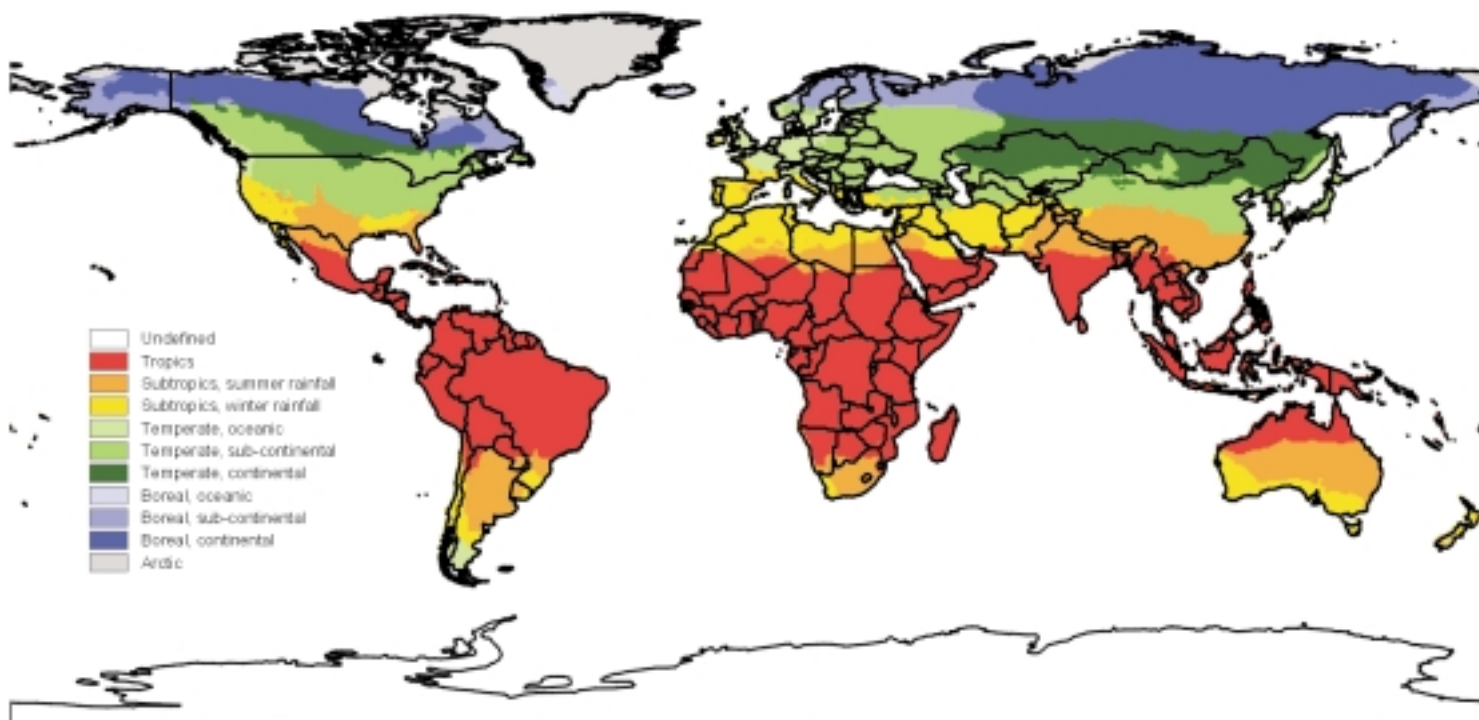 Undefined
Tropics
Subtropics, summer rainfall
Subtropics, winter rainfall
Temperate, oceanic
Temperate, sub-continental
Temperate, continental
Boreal, oceanic
Boreal, sub-continental
Boreal, continental
Arctic